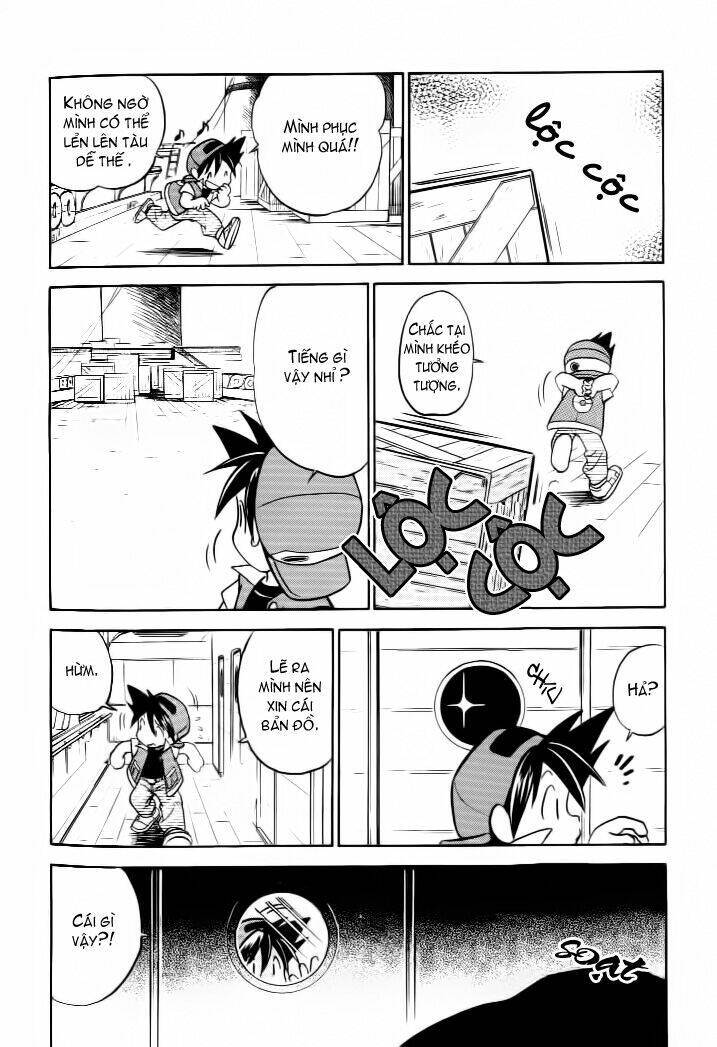 KHÔNG NGỜ
MÌNH CÓ THỂ
LẺN LÊN TÀU
DỄ THẾ.
MÌNH PHỤC
MÌNH QUÁ!!
lộc cộc
TIẾNG GÌ
VẬY NHỈ?
CHẮC TẠI
MÌNH KHÉO
TƯỞNG
TƯỢNG.
LỘC
CỘC
HỪM.
LẼ RA
MÌNH NÊN
XIN CÁI
BẢN ĐỒ.
HẢ?
CÁI GÌ
VẬY?!
soạt